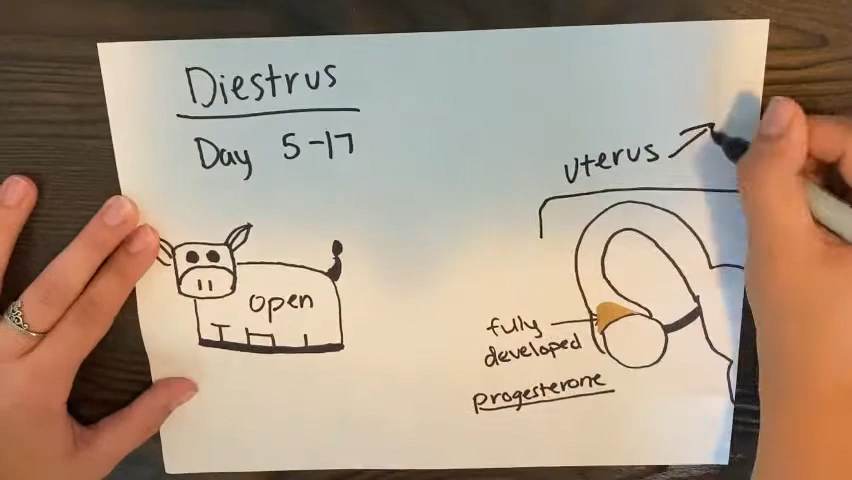 Diestrus
Day 5-17
open
uterus
fully
developed
progesterone